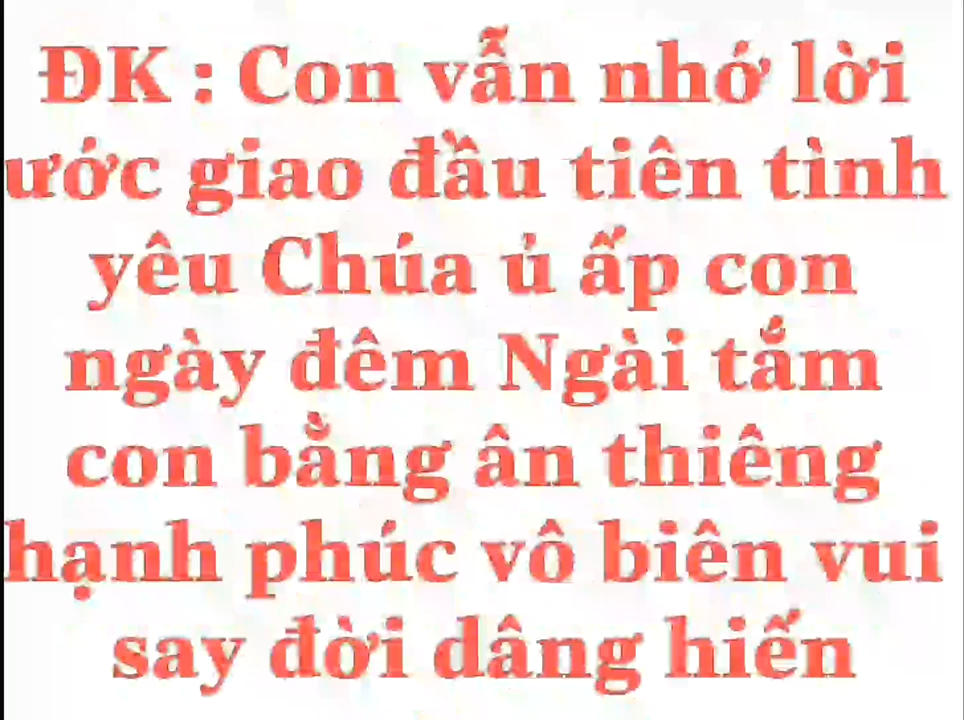 ĐK : Con vẫn nhớ lời
ước giao đầu tiên tình
yêu Chúa ủ ấp con
ngày đêm Ngài tắm
con bằng ân thiêng
hạnh phúc vô biên vui
say đời dâng hiến